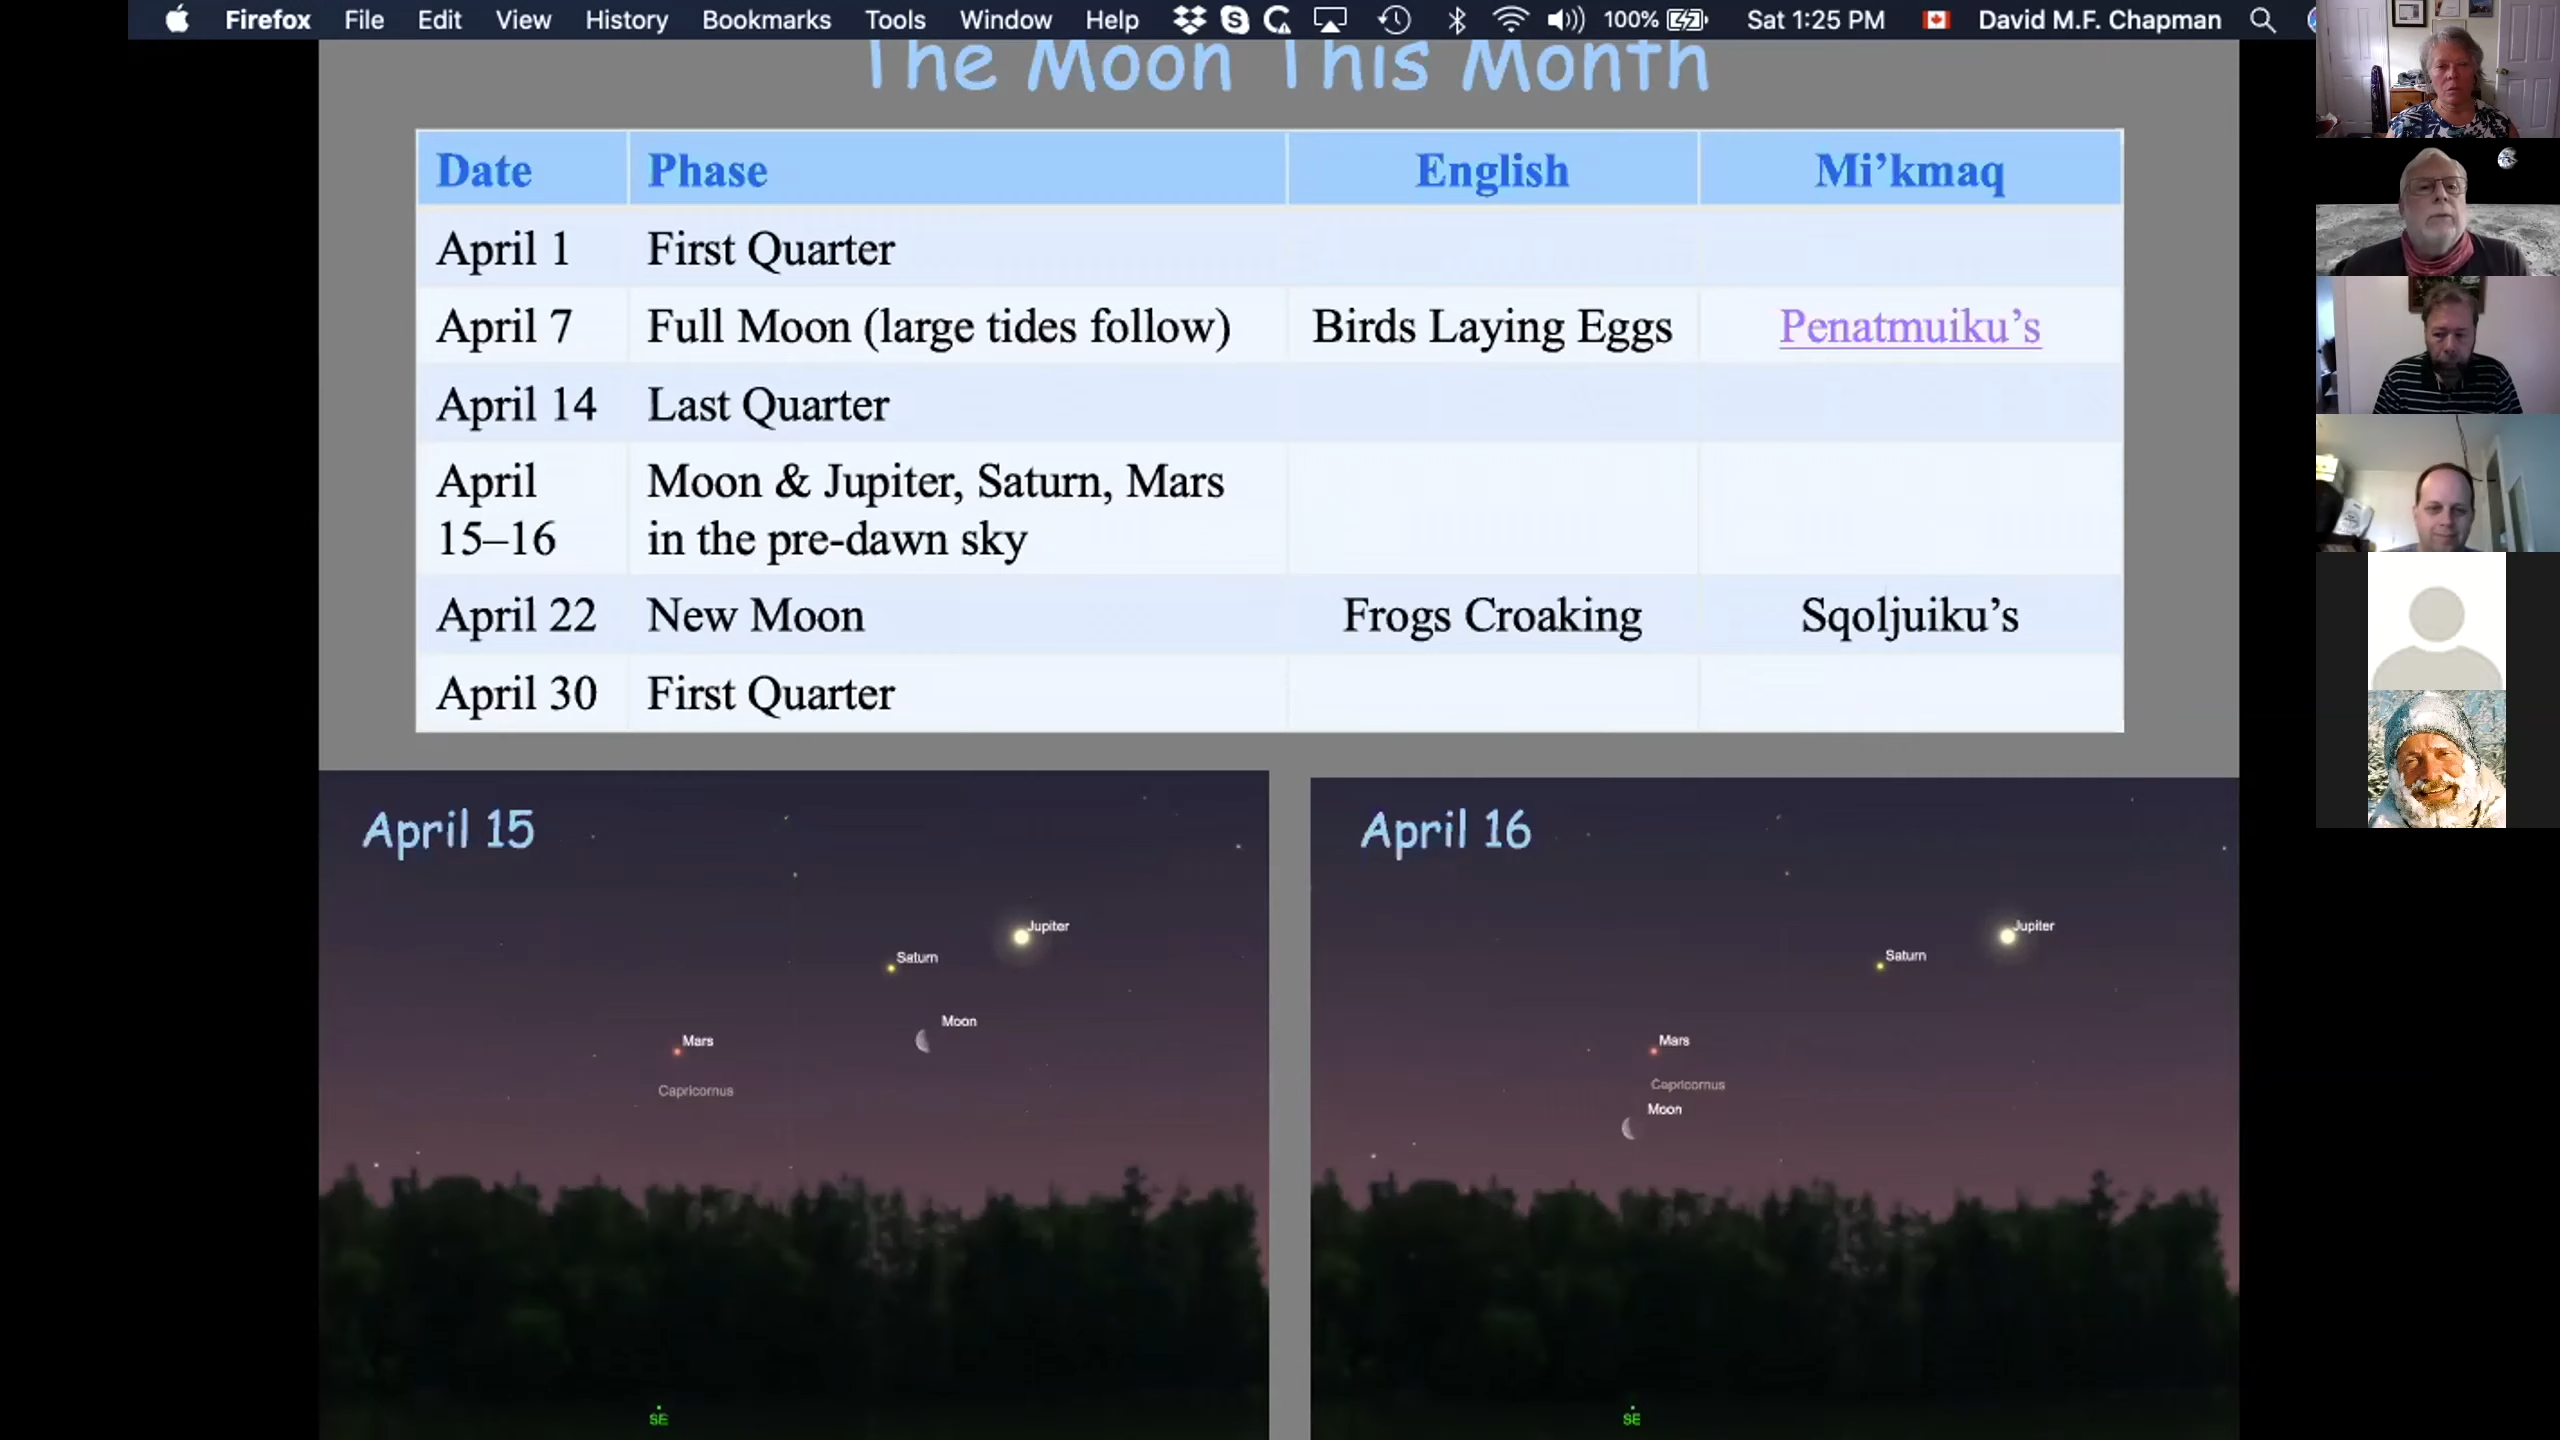 Firefox File Edit View History Bookmarks Tools Window Help 100% Sat 1:25 PM David M.F. Chapman
The Moon This Month
Date Phase English Mi’kmaq
April 1 First Quarter
April 7 Full Moon (large tides follow) Birds Laying Eggs Penatmuiku’s
April 14 Last Quarter
April Moon & Jupiter, Saturn, Mars
15–16 in the pre-dawn sky
April 22 New Moon Frogs Croaking Sqoljuiku’s
April 30 First Quarter
April 15
Jupiter
Saturn
Moon
Mars
Capricornus
SE
April 16
Jupiter
Saturn
Mars
Capricornus
Moon
SE